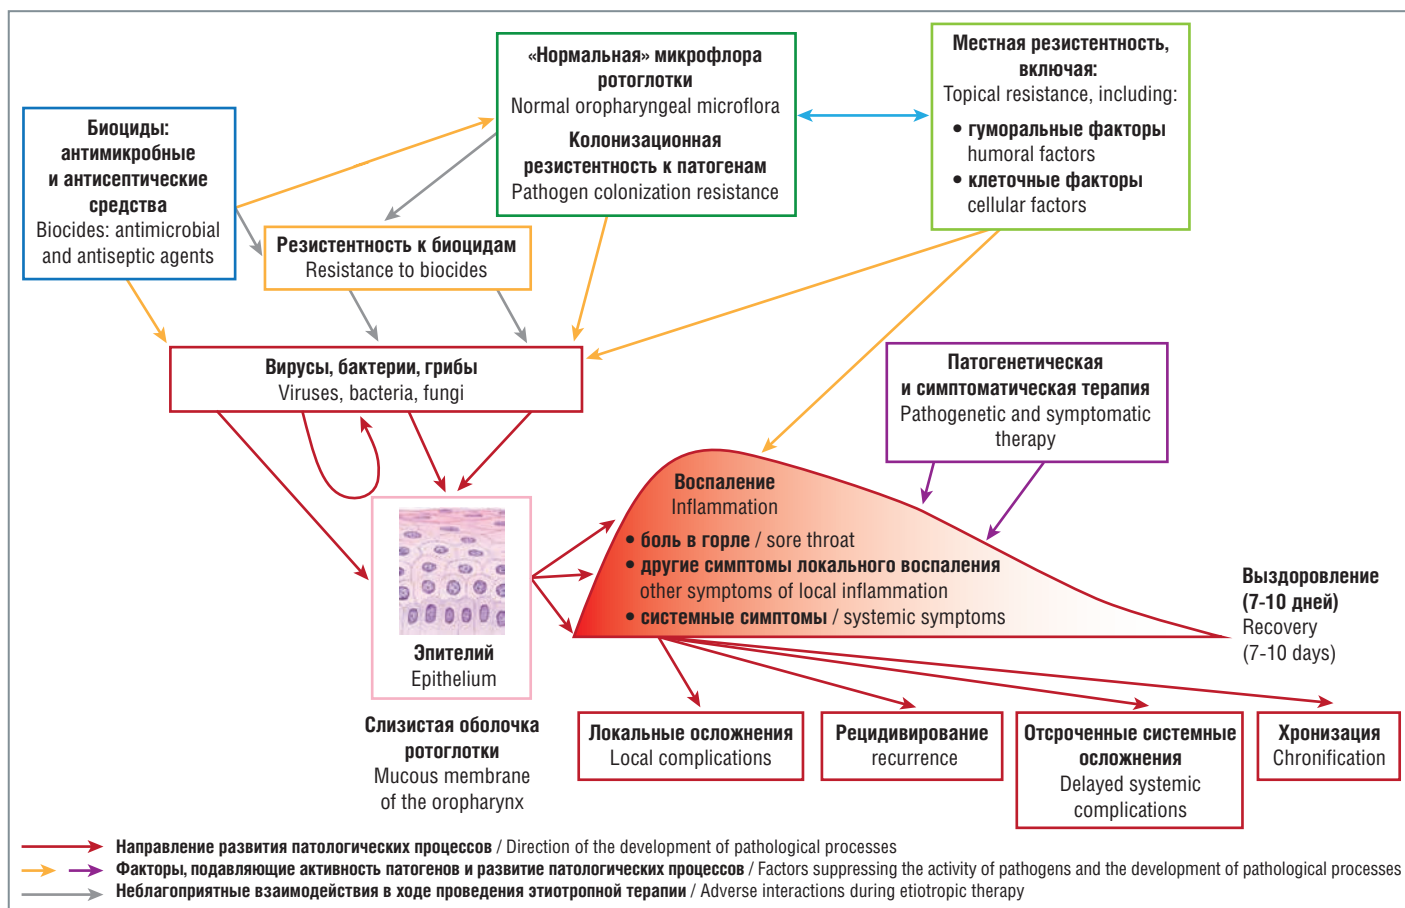 «Нормальная» микрофлора
ротоглотки
Normal oropharyngeal microflora
Колонизационная
резистентность к патогенам
Pathogen colonization resistance
Местная резистентность,
включая:
Topical resistance, including:
• гуморальные факторы
humoral factors
• клеточные факторы
cellular factors
Биоциды:
антимикробные
и антисептические
средства
Biocides: antimicrobial
and antiseptic agents
Резистентность к биоцидам
Resistance to biocides
Вирусы, бактерии, грибы
Viruses, bacteria, fungi
Патогенетическая
и симптоматическая терапия
Pathogenetic and symptomatic
therapy
Воспаление
Inflammation
• боль в горле / sore throat
• другие симптомы локального воспаления
other symptoms of local inflammation
• системные симптомы / systemic symptoms
Выздоровление
(7-10 дней)
Recovery
(7-10 days)
Эпителий
Epithelium
Слизистая оболочка
ротоглотки
Mucous membrane
of the oropharynx
Локальные осложнения
Local complications
Рецидивирование
recurrence
Отсроченные системные
осложнения
Delayed systemic
complications
Хронизация
Chronification
Направление развития патологических процессов / Direction of the development of pathological processes
Факторы, подавляющие активность патогенов и развитие патологических процессов / Factors suppressing the activity of pathogens and the development of pathological processes
Неблагоприятные взаимодействия в ходе проведения этиотропной терапии / Adverse interactions during etiotropic therapy